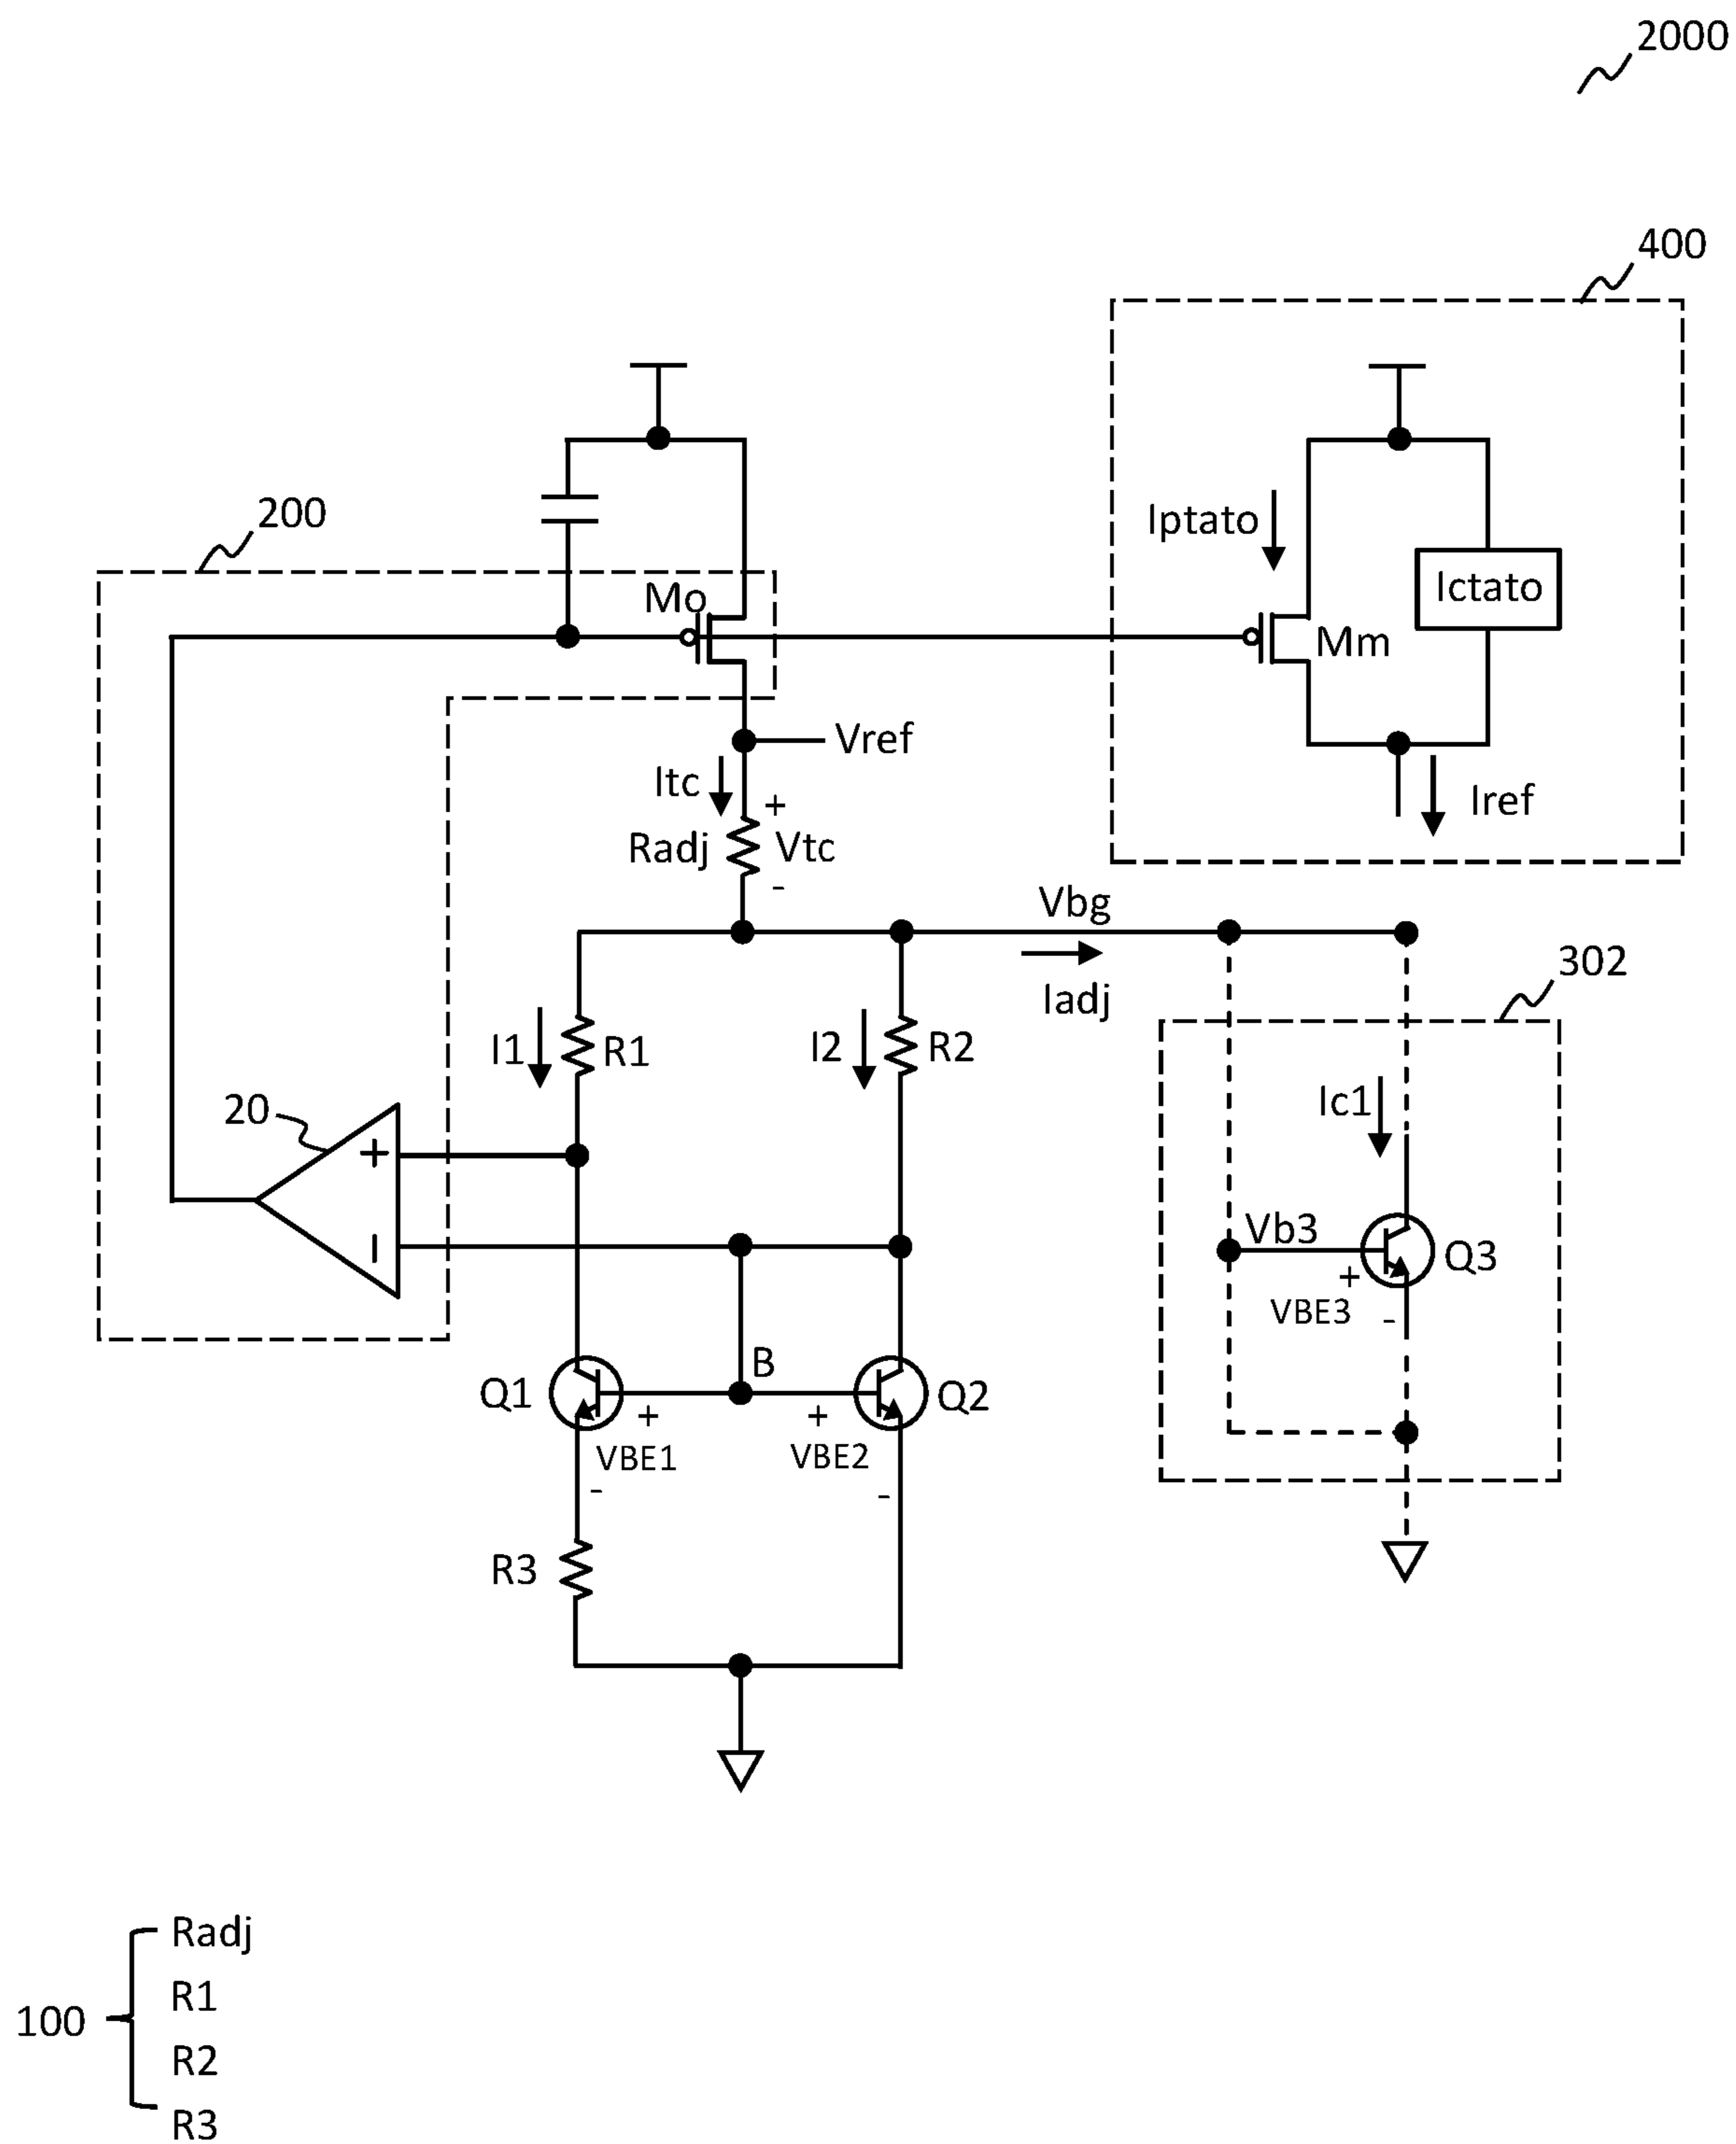 2000
400
200
Mo
Iptato
Ictato
Mm
Vref
Itc
+
Radj
Vtc
-
Iref
Vbg
Iadj
302
I1
R1
I2
R2
20
+
-
Ic1
Vb3
+
VBE3
-
Q3
B
Q1
+
VBE1
-
+
VBE2
-
Q2
R3
100
Radj
R1
R2
R3